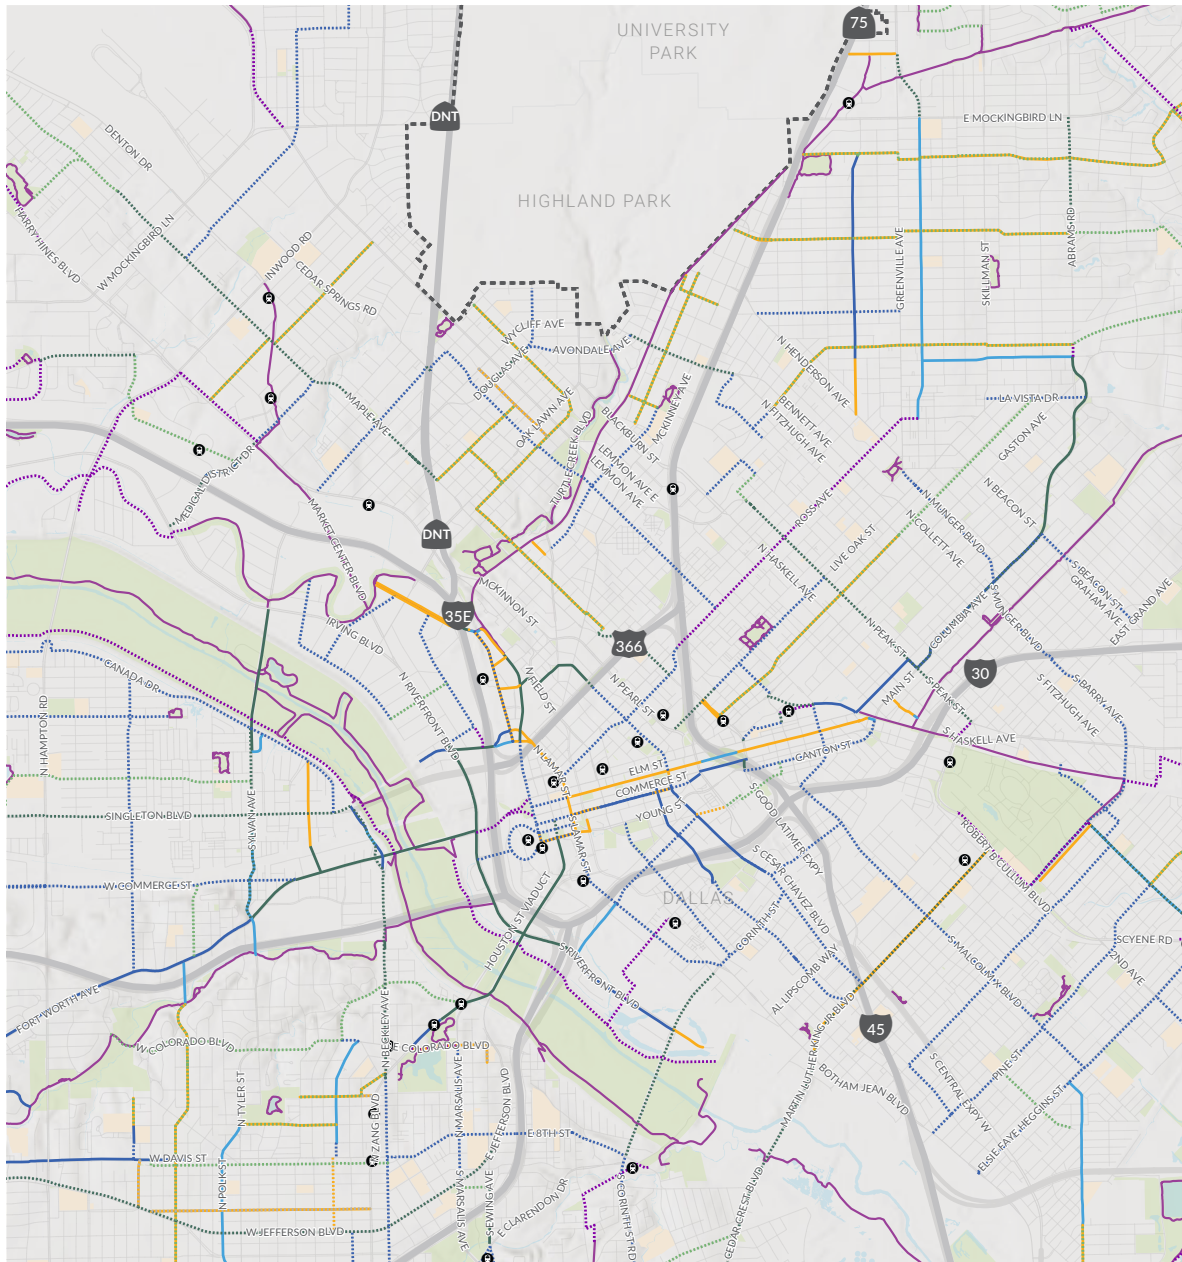 UNIVERSITY
PARK
75
DNT
E MOCKINGBIRD LN
DENTON DR
HIGHLAND PARK
HARRY HINES BLVD
W MOCKINGBIRD LN
INWOOD RD
CEDAR SPRINGS RD
GREENVILLE AVE
SKILLMAN ST
ABRAMS RD
WYCLIFF AVE
AVONDALE AVE
DOUGLAS AVE
N HENDERSON AVE
MAPLE AVE
OAK LAWN AVE
BLACKBURN ST
MCKINNEY AVE
BENNETT AVE
N FITZHUGH AVE
LA VISTA DR
GASTON AVE
TURTLE CREEK BLVD
LEMMON AVE E
LEMMON AVE
MEDICAL DISTRICT DR
MARKET CENTER BLVD
ROSS AVE
N BEACON ST
N MUNGER BLVD
N COLLETT AVE
LIVE OAK ST
DNT
N HASKELL AVE
S BEACON ST
GRAHAM AVE
EAST GRAND AVE
MCKINNON ST
35E
IRVING BLVD
366
COLUMBIA AVE
S MUNGER BLVD
N PEAK ST
30
CANADA DR
N HAMPTON RD
N RIVERFRONT BLVD
N FIELD ST
N PEARL ST
MAIN ST
S PEAK ST
S FITZHUGH AVE
S BARRY AVE
S HASKELL AVE
CANTON ST
N LAMAR ST
ELM ST
COMMERCE ST
YOUNG ST
S GOOD LATIMER EXPY
SINGLETON BLVD
SYLVAN AVE
S LAMAR ST
S CESAR CHAVEZ BLVD
ROBERT B CULLUM BLVD
W COMMERCE ST
DALLAS
HOUSTON ST VIADUCT
CORINTH ST
S RIVERFRONT BLVD
S MALCOLM X BLVD
SCYENE RD
2ND AVE
AL LIPSCOMB WAY
FORT WORTH AVE
W COLORADO BLVD
N BECKLEY AVE
E COLORADO BLVD
45
MARTIN LUTHER KING JR BLVD
BOTHAM JEAN BLVD
S CENTRAL EXPY W
PINE ST
ELSIE FAYE HEGGINS ST
N TYLER ST
N ZANG BLVD
N MARSALIS AVE
E JEFFERSON BLVD
E 8TH ST
W DAVIS ST
N POLK ST
S MARSALIS AVE
S EWING AVE
E CLARENDON DR
S CORINTH ST RD
CEDAR CREST BLVD
W JEFFERSON BLVD